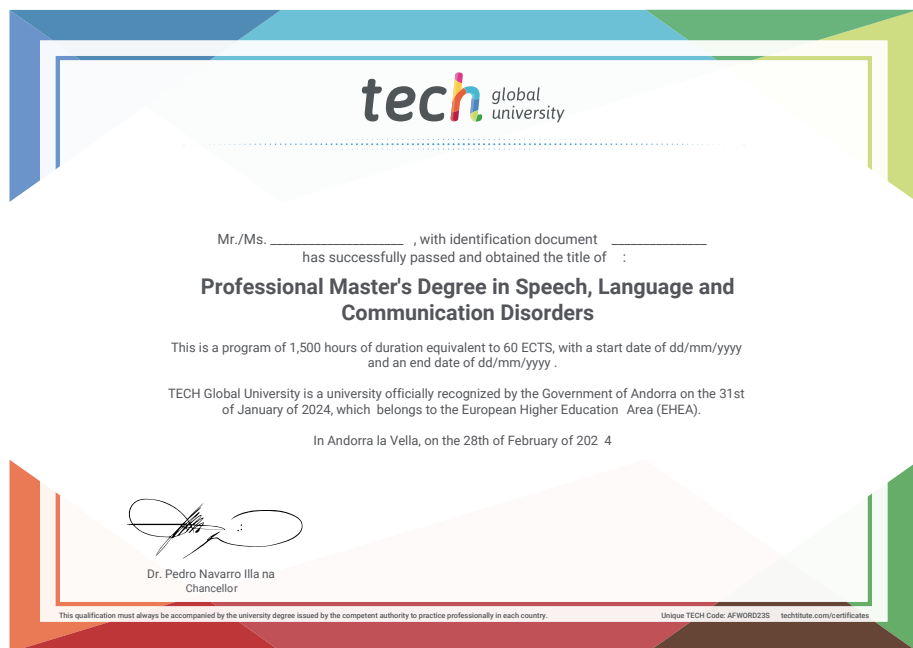 tech global
university
Mr./Ms. _____________________ , with identification document _______________
has successfully passed and obtained the title of :
Professional Master's Degree in Speech, Language and
Communication Disorders
This is a program of 1,500 hours of duration equivalent to 60 ECTS, with a start date of dd/mm/yyyy
and an end date of dd/mm/yyyy .
TECH Global University is a university officially recognized by the Government of Andorra on the 31st
of January of 2024, which belongs to the European Higher Education Area (EHEA).
In Andorra la Vella, on the 28th of February of 202 4
Dr. Pedro Navarro Illa na
Chancellor
This qualification must always be accompanied by the university degree issued by the competent authority to practice professionally in each country.
Unique TECH Code: AFWORD23S techtitute.com/certificates